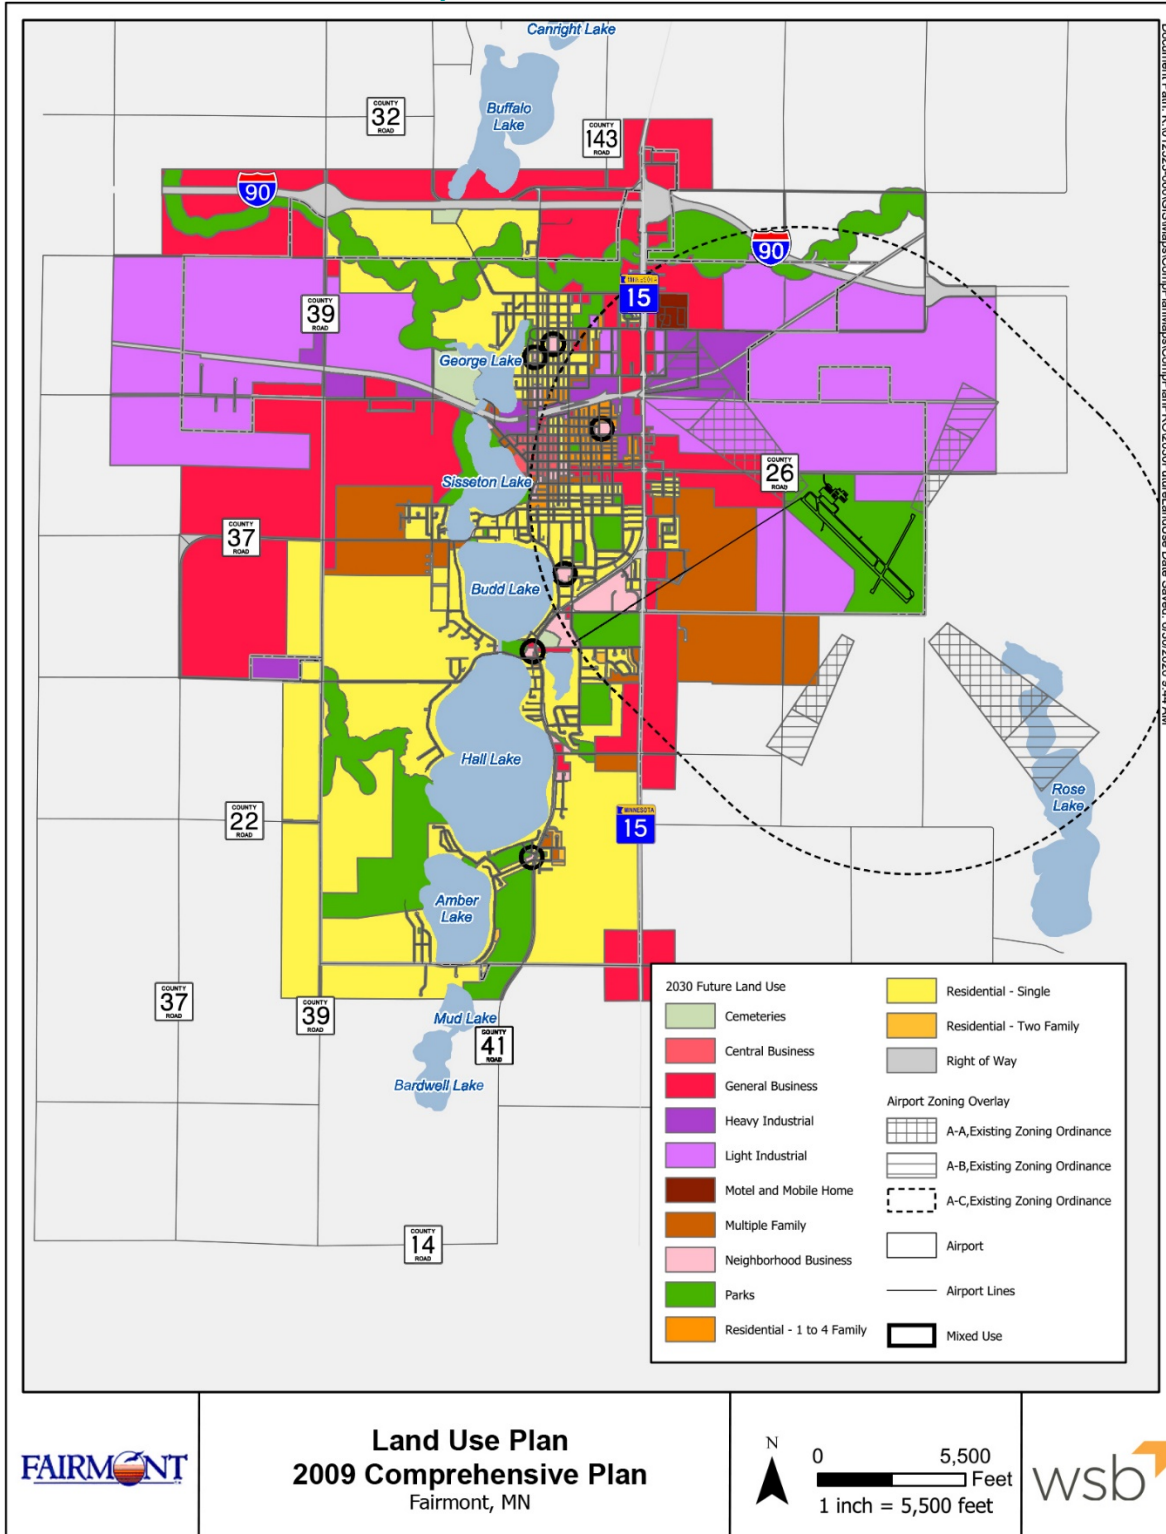 Canright Lake
Buffalo
Lake
COUNTY
32
ROAD
COUNTY
143
ROAD
90
90
MINNESOTA
15
COUNTY
39
ROAD
George Lake
Sisseton Lake
COUNTY
26
ROAD
COUNTY
37
ROAD
Budd Lake
Hall Lake
Rose
Lake
COUNTY
22
ROAD
MINNESOTA
15
Amber
Lake
COUNTY
37
ROAD
COUNTY
39
ROAD
Mud Lake
COUNTY
41
ROAD
Bardwell Lake
COUNTY
14
ROAD
2030 Future Land Use
Cemeteries
Central Business
General Business
Heavy Industrial
Light Industrial
Motel and Mobile Home
Multiple Family
Neighborhood Business
Parks
Residential - 1 to 4 Family
Residential - Single
Residential - Two Family
Right of Way
Airport Zoning Overlay
A-A,Existing Zoning Ordinance
A-B,Existing Zoning Ordinance
A-C,Existing Zoning Ordinance
Airport
Airport Lines
Mixed Use
FAIRMONT
Land Use Plan
2009 Comprehensive Plan
Fairmont, MN
N
0 5,500
Feet
1 inch = 5,500 feet
wsb